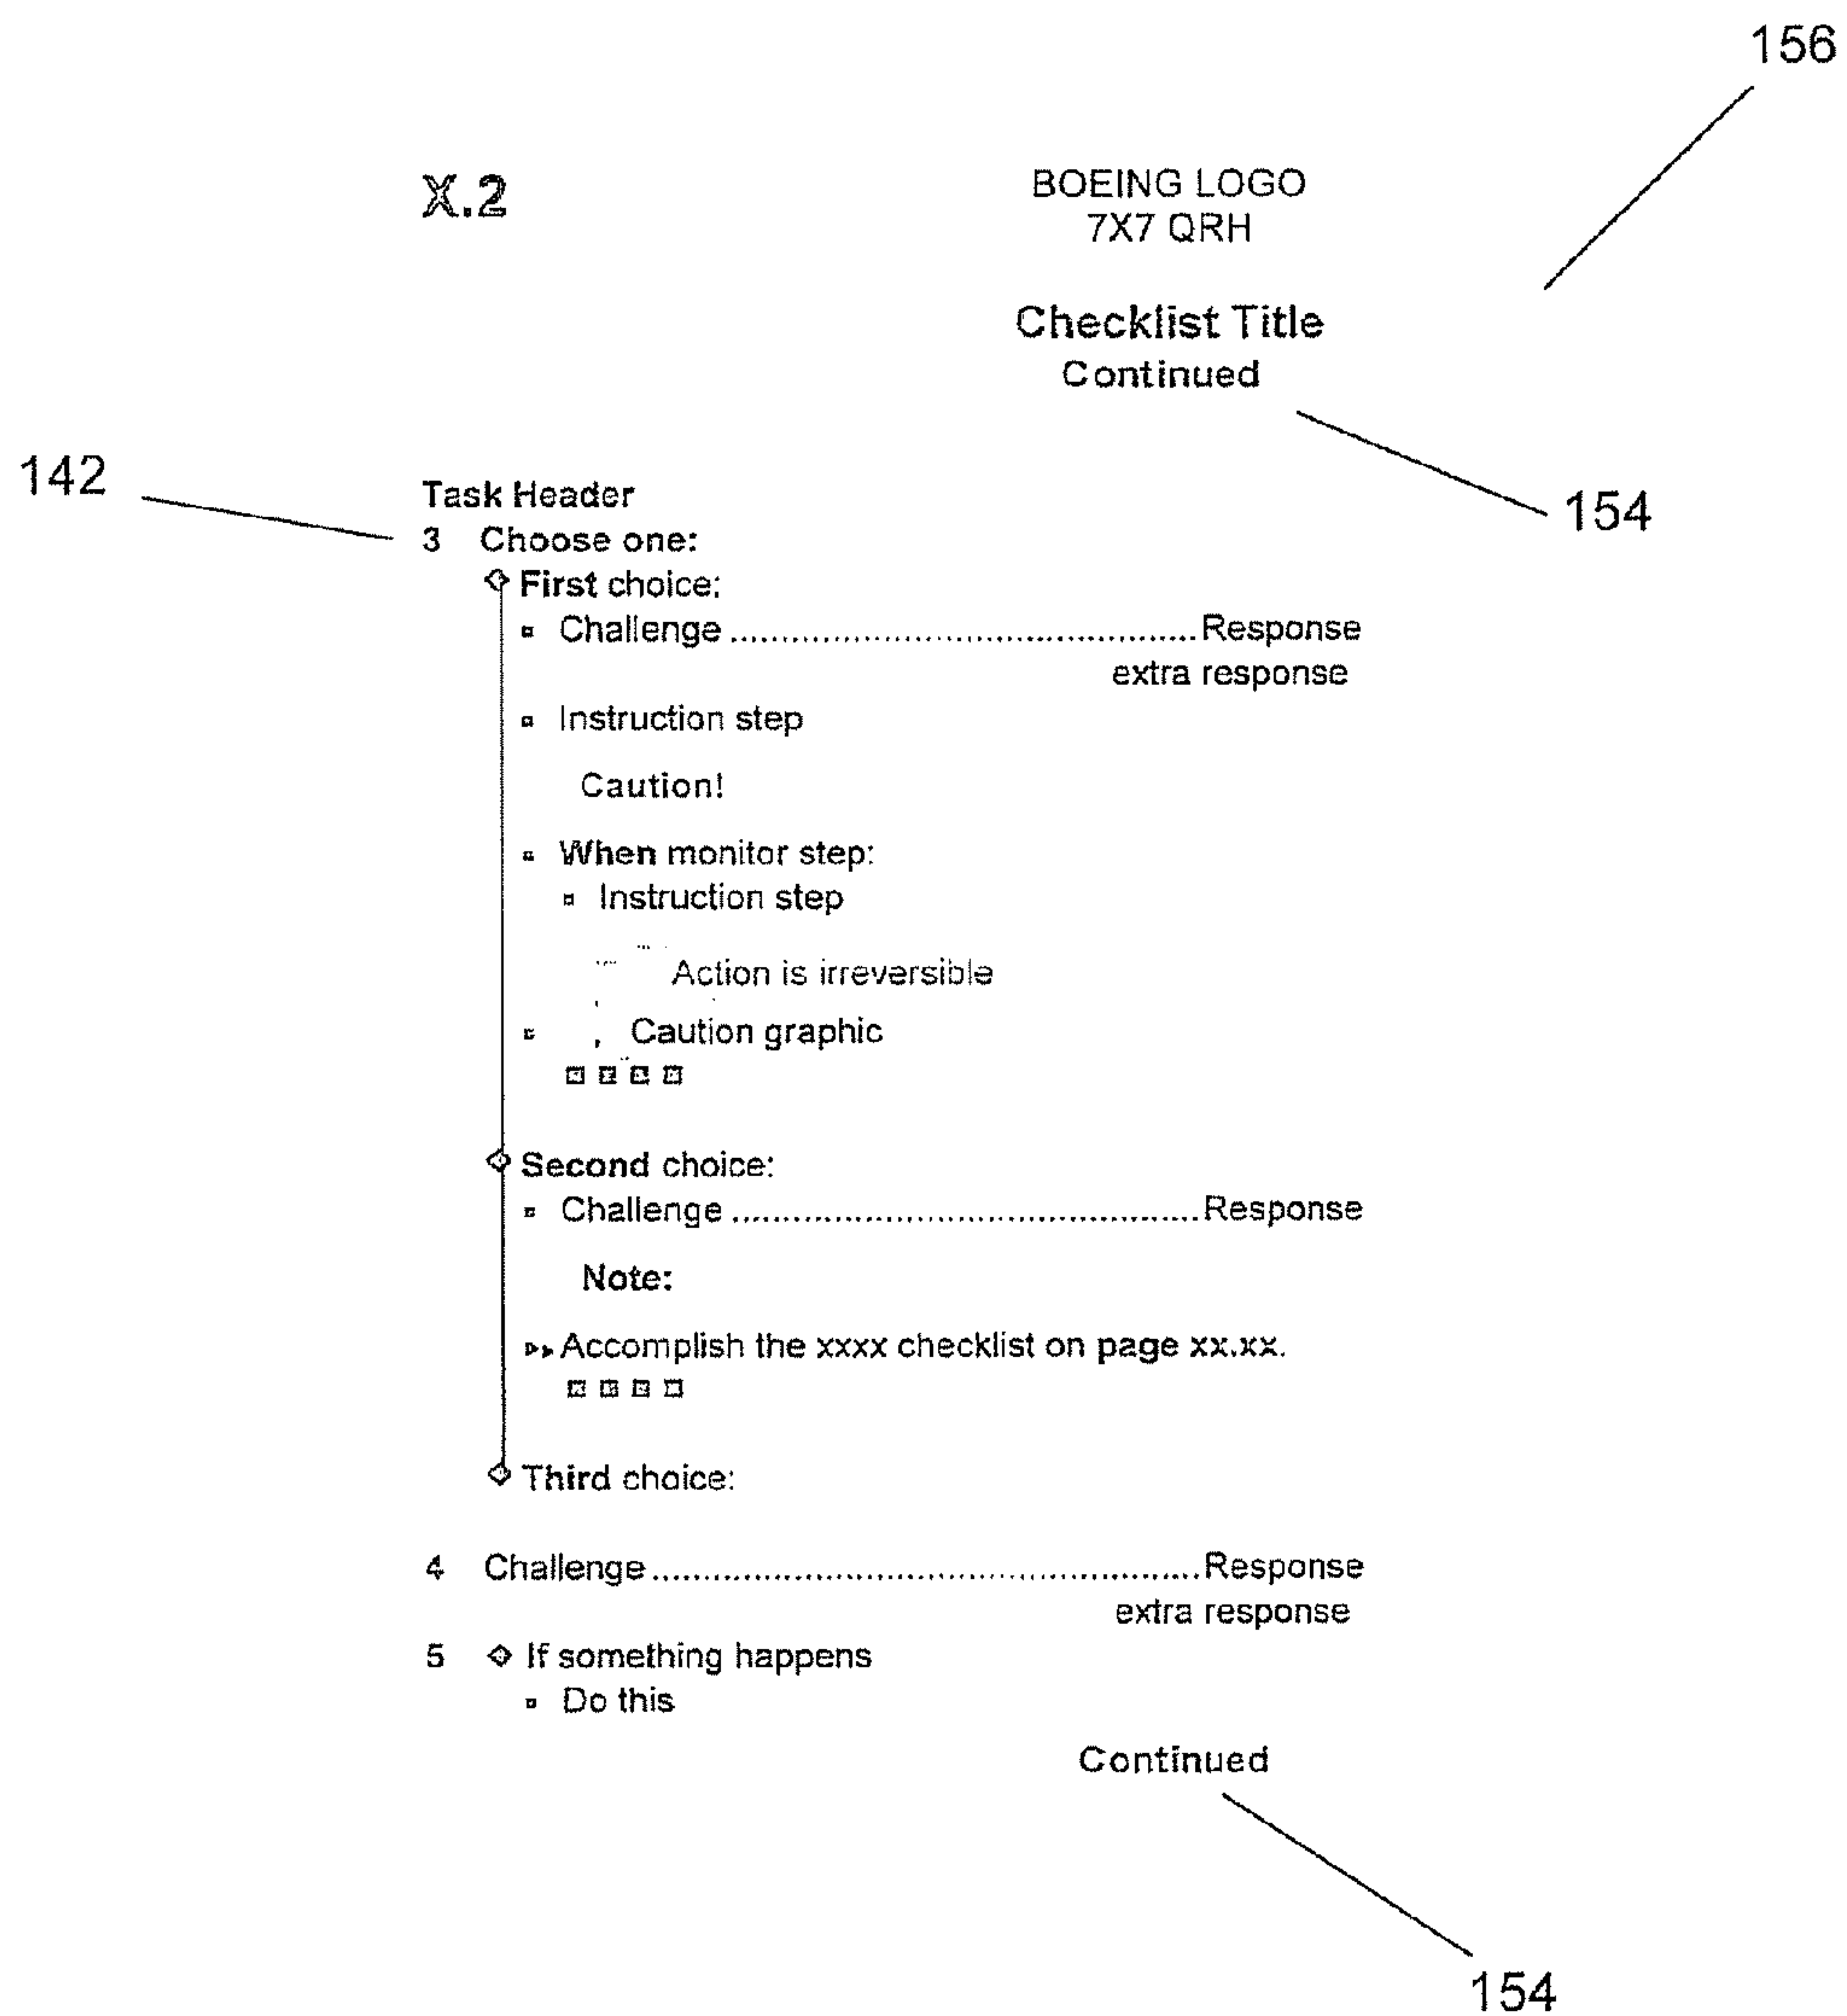 156
X.2
BOEING LOGO
7X7 QRH
Checklist Title
Continued
142
154
Task Header
3 Choose one:
First choice:
Challenge ............................................ Response
extra response
Instruction step
Caution!
When monitor step:
Instruction step
Action is irreversible
Caution graphic
Second choice:
Challenge ............................................ Response
Note:
Accomplish the xxxx checklist on page xx.xx.
Third choice:
4 Challenge .................................................... Response
extra response
5 If something happens
Do this
Continued
154